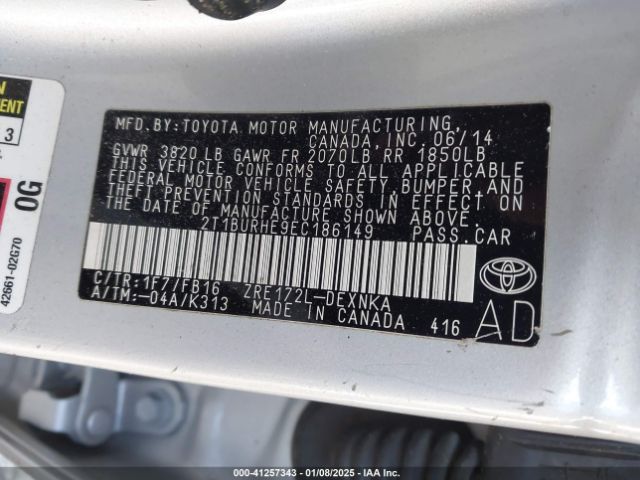 MFD.BY:TOYOTA MOTOR MANUFACTURING,
CANADA, INC. 06/14
GVWR 3820LB GAWR FR 2070LB RR 1850LB
THIS VEHICLE CONFORMS TO ALL APPLICABLE
FEDERAL MOTOR VEHICLE SAFETY, BUMPER, AND
THEFT PREVENTION STANDARDS IN EFFECT ON
THE DATE OF MANUFACTURE SHOWN ABOVE.
2T1BURHE9EC186149 PASS.CAR
C/TR:1F7/FB16 ZRE172L-DEXNKA
A/TM:-04A/K313 MADE IN CANADA 416
AD
0G
42661-02G70
000-41257343 | 01/08/2025 | IAA Inc.